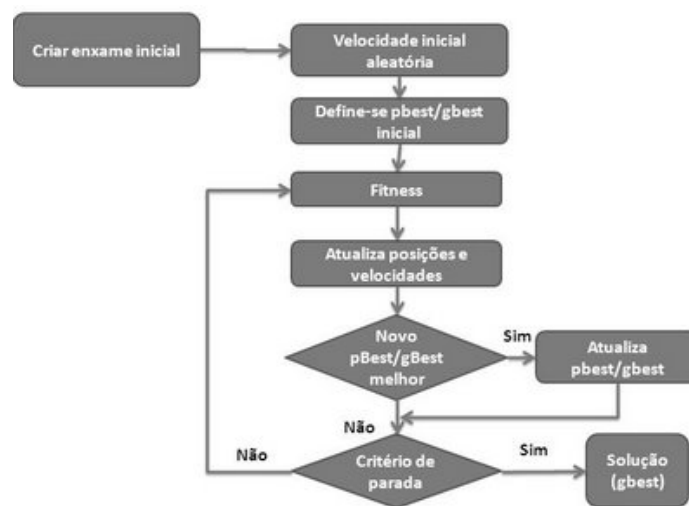 Criar enxame inicial
Velocidade inicial
aleatória
Define-se pbest/gbest
inicial
Fitness
Atualiza posições e
velocidades
Novo
pBest/gBest
melhor
Sim
Atualiza
pbest/gbest
Não
Critério de
parada
Não
Sim
Solução
(gbest)